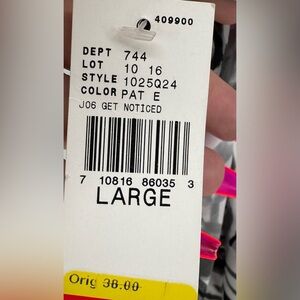 409900
DEPT 744
LOT 10 16
STYLE 1025Q24
COLOR PAT E
J06 GET NOTICED
7 10816 86035 3
LARGE
Orig 38.00